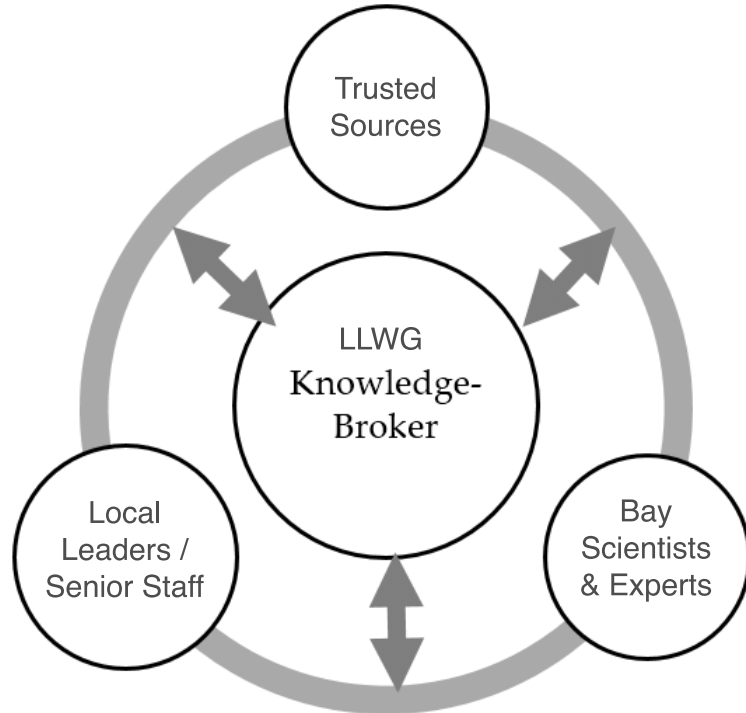 Trusted
Sources
LLWG
Knowledge-
Broker
Local
Leaders /
Senior Staff
Bay
Scientists
& Experts